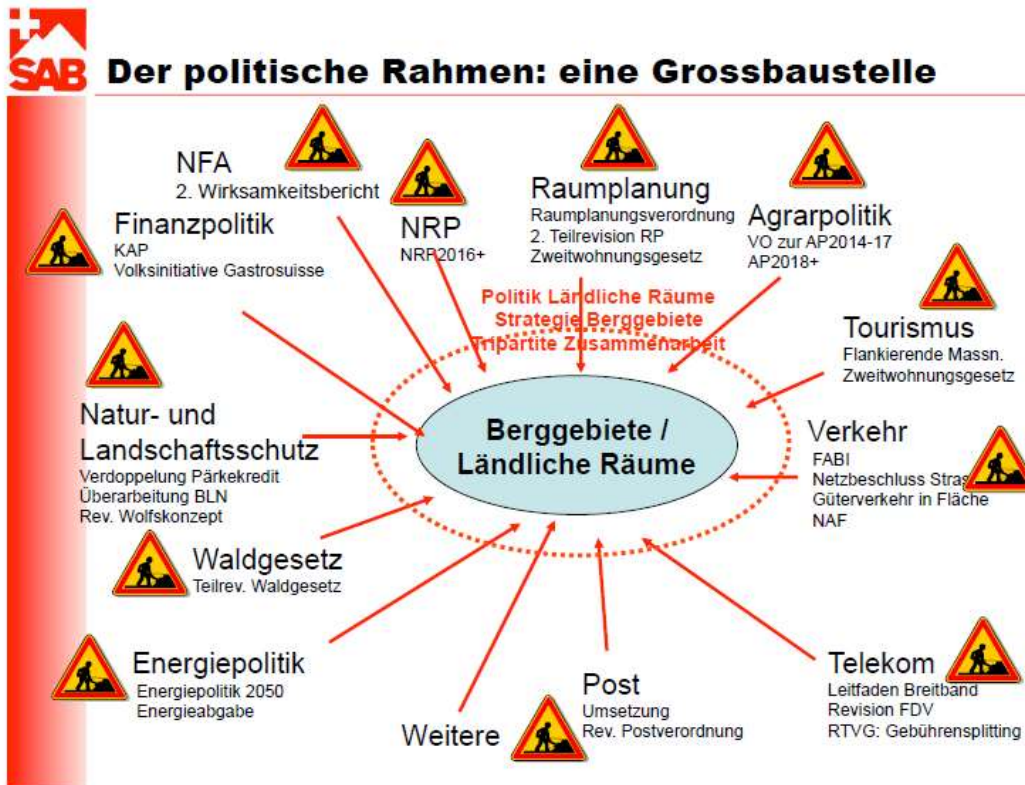 SAB
Der politische Rahmen: eine Grossbaustelle
NFA
2. Wirksamkeitsbericht
Finanzpolitik
KAP
Volksinitiative Gastrosuisse
NRP
NRP2016+
Raumplanung
Raumplanungsverordnung
2. Teilrevision RP
Zweitwohnungsgesetz
Agrarpolitik
VO zur AP2014-17
AP2018+
Politik Ländliche Räume
Strategie Berggebiete
Tripartite Zusammenarbeit
Tourismus
Flankierende Massn.
Zweitwohnungsgesetz
Natur- und
Landschaftsschutz
Verdoppelung Pärkekredit
Überarbeitung BLN
Rev. Wolfskonzept
Berggebiete /
Ländliche Räume
Verkehr
FABI
Netzbeschluss
Güterverkehr in Fläche
NAF
Waldgesetz
Teilrev. Waldgesetz
Energiepolitik
Energiepolitik 2050
Energieabgabe
Weitere
Post
Umsetzung
Rev. Postverordnung
Telekom
Leitfaden Breitband
Revision FDV
RTVG: Gebührensplitting